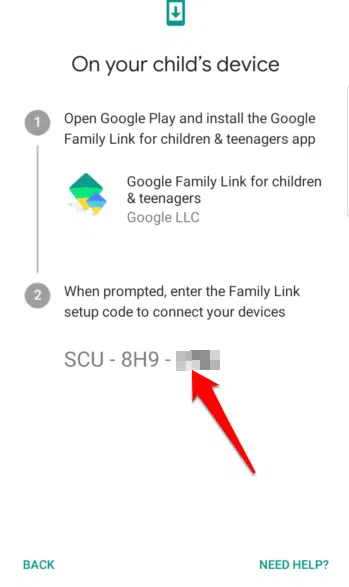 On your child's device
1
Open Google Play and install the Google
Family Link for children & teenagers app
Google Family Link for children
& teenagers
Google LLC
2
When prompted, enter the Family Link
setup code to connect your devices
SCU - 8H9 -
BACK
NEED HELP?